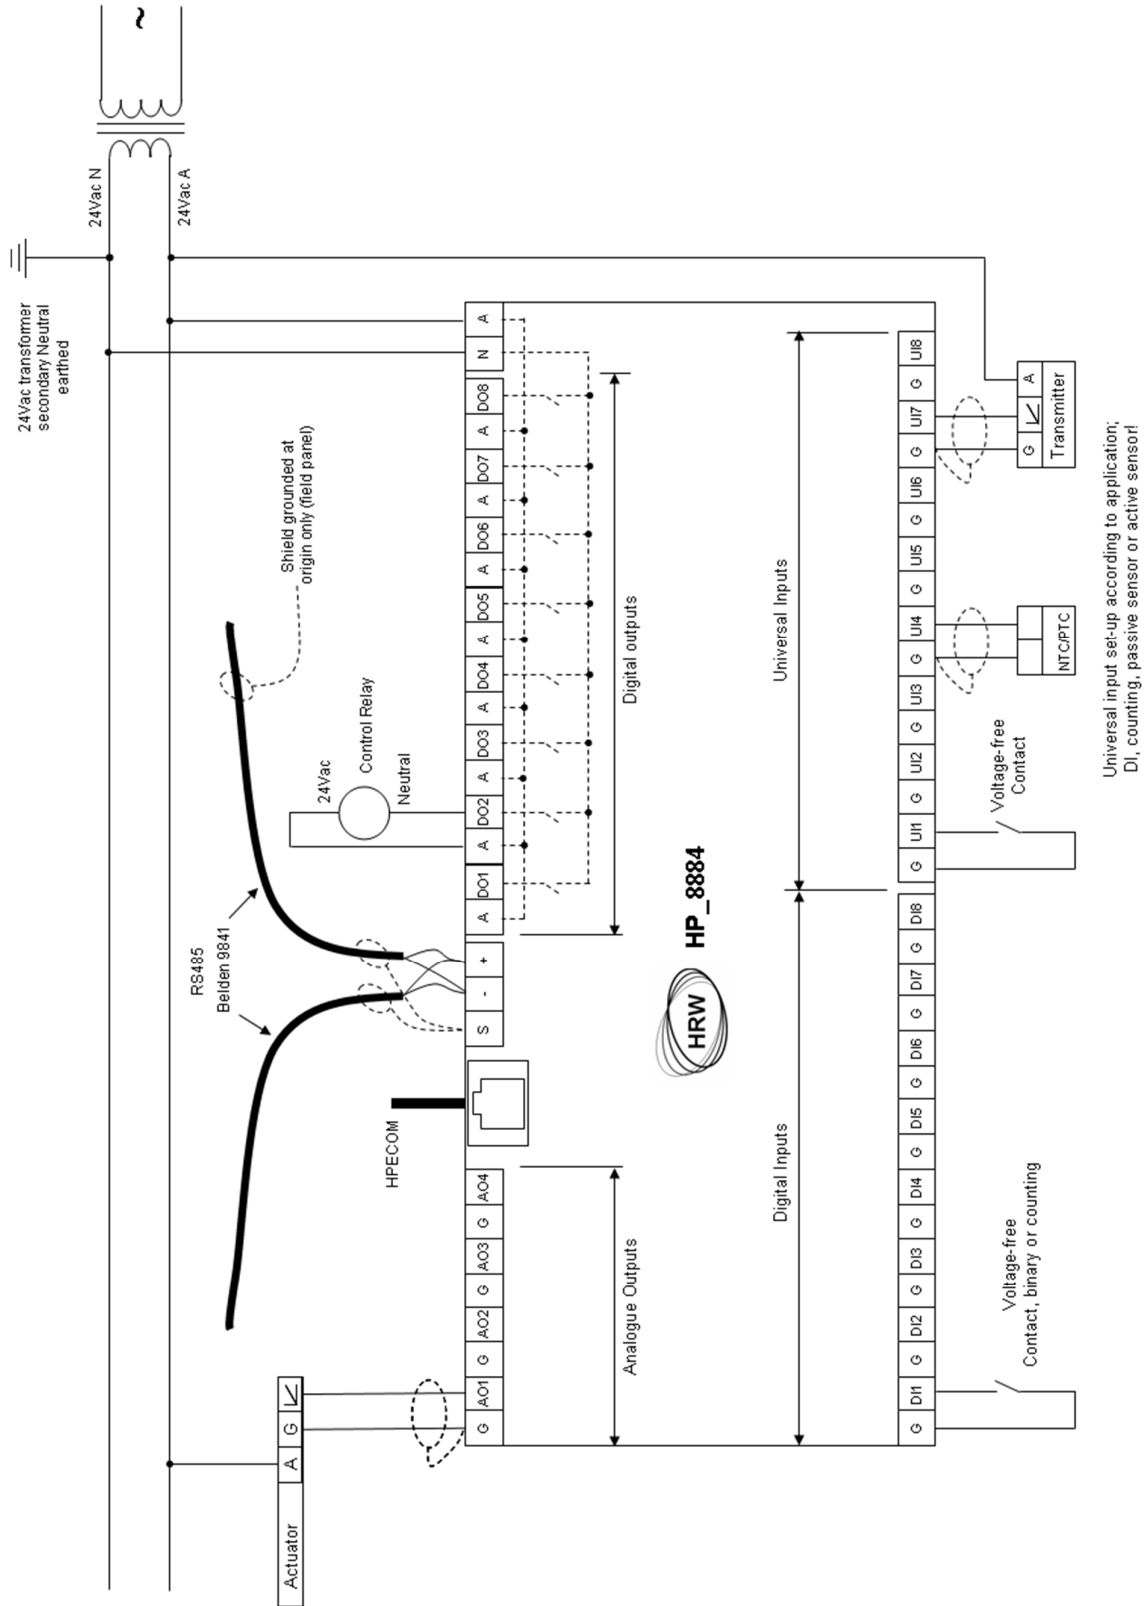 24Vac transformer
secondary Neutral
earthed
24Vac N
24Vac A
~
Shield grounded at
origin only (field panel)
RS485
Belden 9841
24Vac
Control Relay
Neutral
HPECOM
Actuator
A
G
G
AO1
G
AO2
G
AO3
G
AO4
S
-
+
A
DO1
A
DO2
A
DO3
A
DO4
A
DO5
A
DO6
A
DO7
A
DO8
N
A
Analogue Outputs
Digital outputs
HRW
HP_8884
Digital Inputs
Universal Inputs
G
DI1
G
DI2
G
DI3
G
DI4
G
DI5
G
DI6
G
DI7
G
DI8
G
UI1
G
UI2
G
UI3
G
UI4
G
UI5
G
UI6
G
UI7
G
UI8
Voltage-free
Contact, binary or counting
Voltage-free
Contact
NTC/PTC
G
A
Transmitter
Universal input set-up according to application;
DI, counting, passive sensor or active sensor!